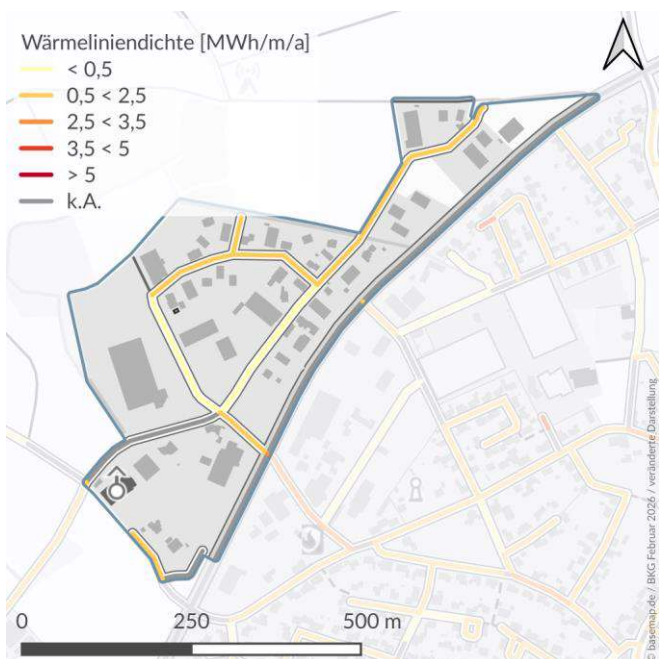 Wärmeliniendichte [MWh/m/a]
< 0,5
0,5 < 2,5
2,5 < 3,5
3,5 < 5
> 5
k.A.
© basemap.de / BKG Februar 2026 / veränderte Darstellung
0 250 500 m